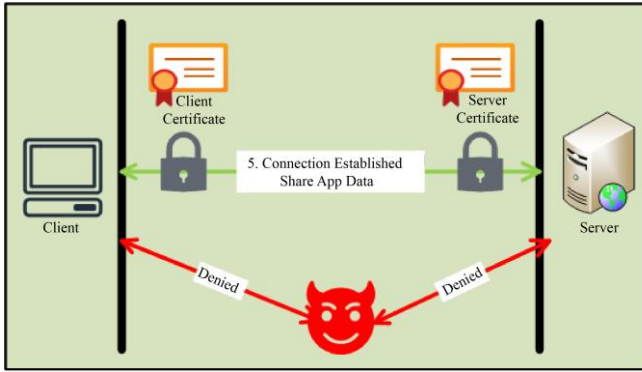 Client
Certificate
Server
Certificate
5. Connection Established
Share App Data
Client
Server
Denied
Denied